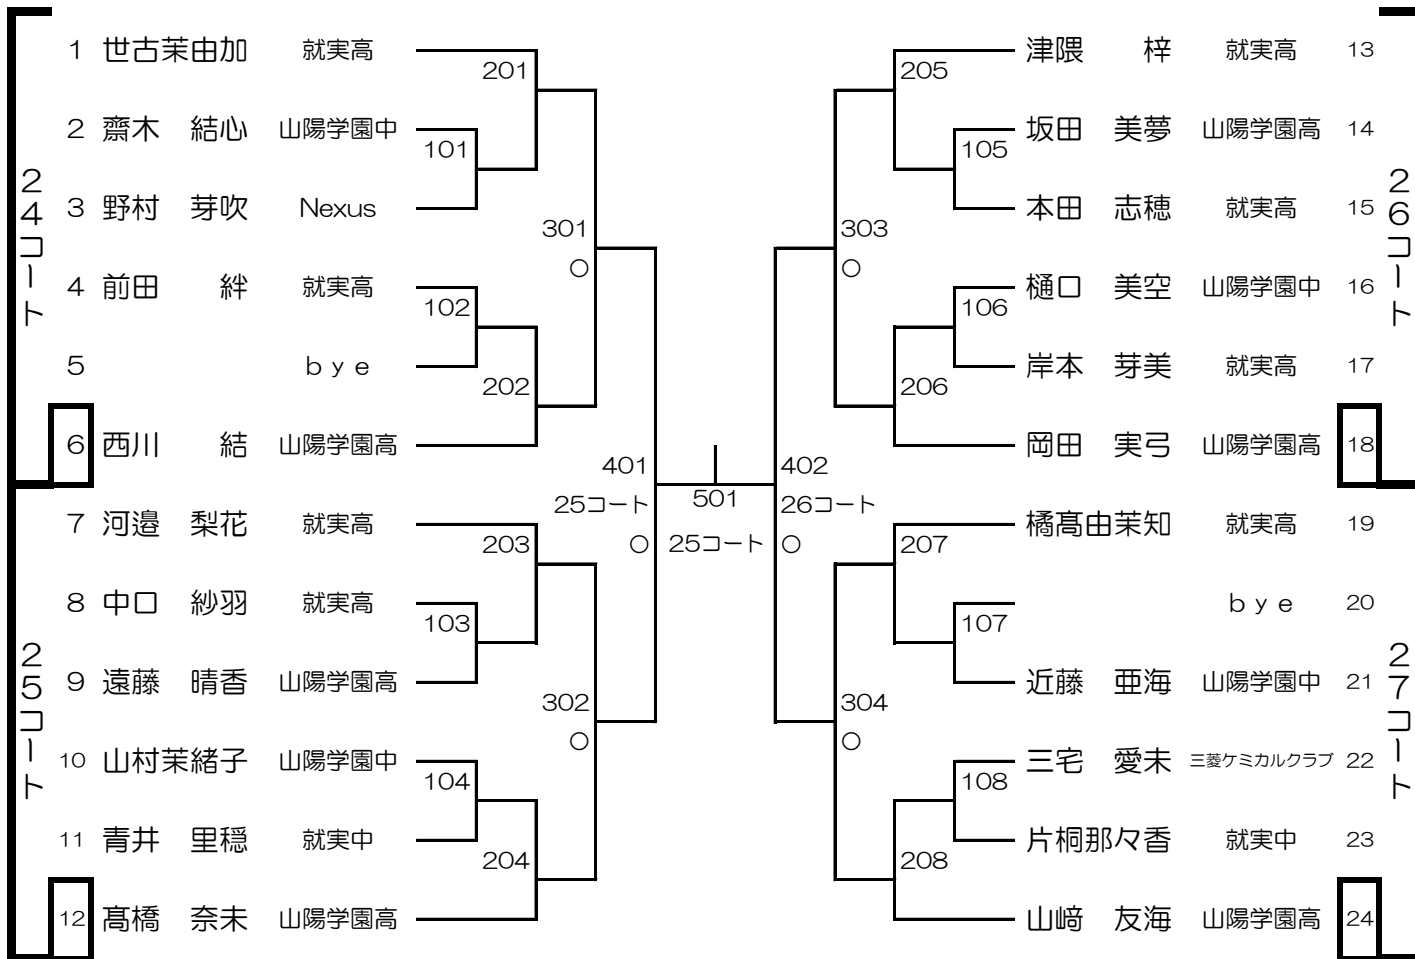 24コート
1 世古茉由加 就実高
2 齋木 結心 山陽学園中
3 野村 芽吹 Nexus
4 前田 絆 就実高
5 bye
6 西川 結 山陽学園高
25コート
7 河邉 梨花 就実高
8 中口 紗羽 就実高
9 遠藤 晴香 山陽学園高
10 山村茉緒子 山陽学園中
11 青井 里穏 就実中
12 髙橋 奈未 山陽学園高
201
101
301
○
102
202
203
103
302
○
104
204
401
25コート
○
501
25コート
402
26コート
○
205
105
303
○
106
206
207
107
304
○
108
208
26コート
津隈 梓 就実高 13
坂田 美夢 山陽学園高 14
本田 志穂 就実高 15
樋口 美空 山陽学園中 16
岸本 芽美 就実高 17
岡田 実弓 山陽学園高 18
27コート
橘髙由茉知 就実高 19
bye 20
近藤 亜海 山陽学園中 21
三宅 愛未 三菱ケミカルクラブ 22
片桐那々香 就実中 23
山﨑 友海 山陽学園高 24